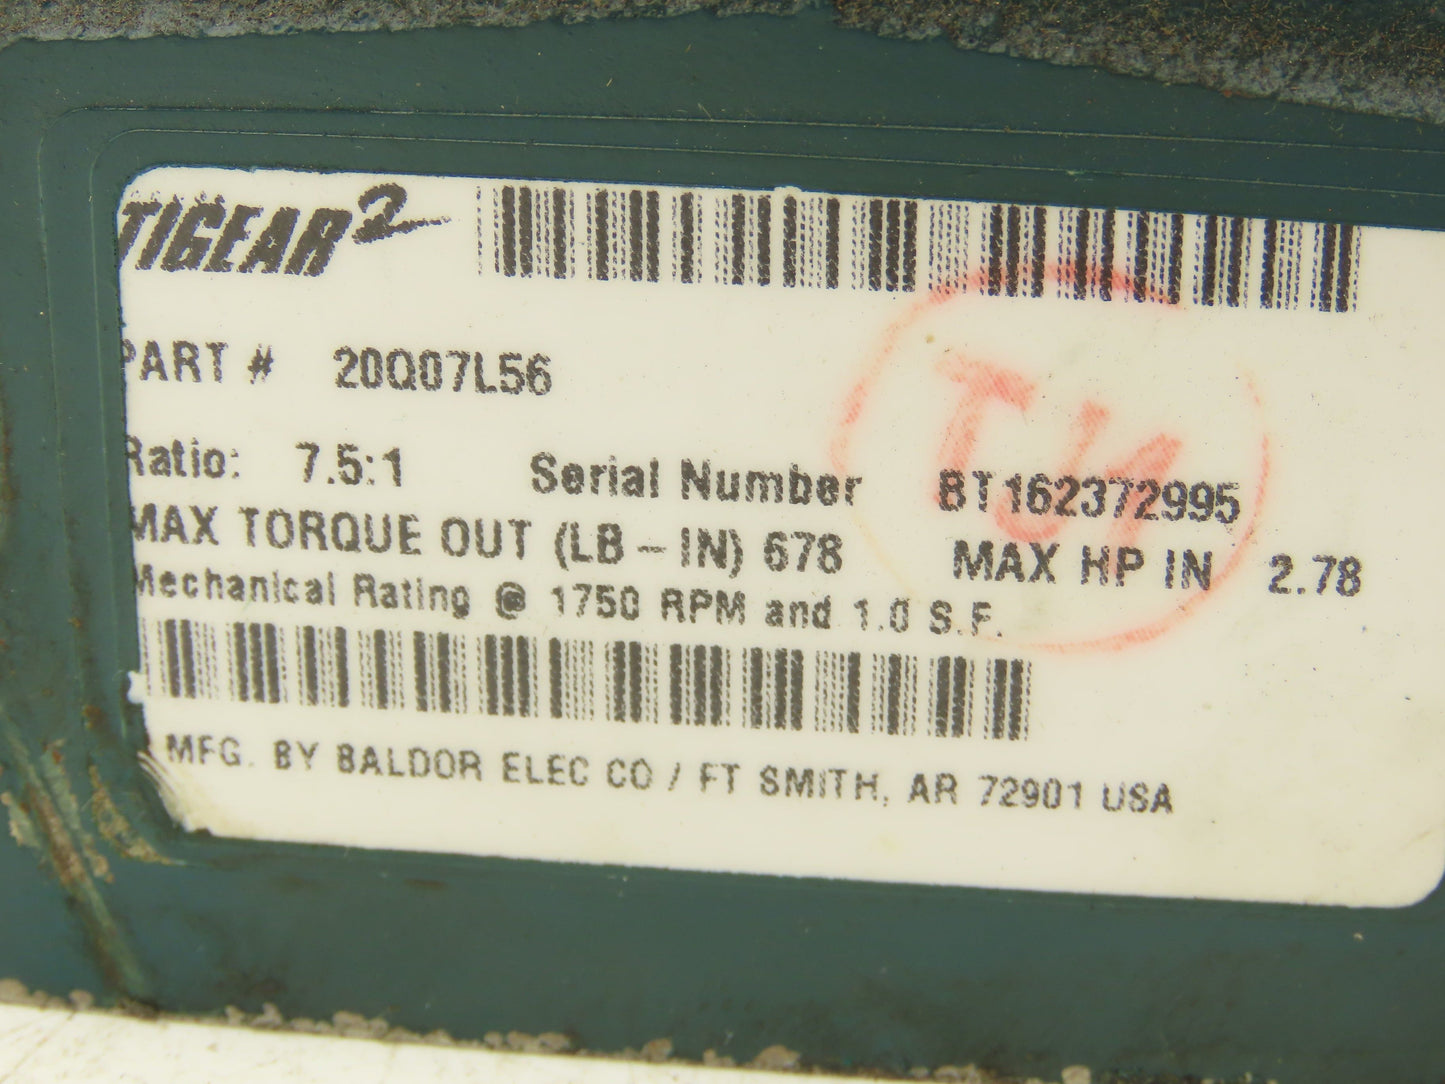 TIGEAR2
PART # 20Q07L56
Ratio: 7.5:1 Serial Number BT162372995
MAX TORQUE OUT (LB-IN) 678 MAX HP IN 2.78
Mechanical Rating @ 1750 RPM and 1.0 S.F.
MFG. BY BALDOR ELEC CO / FT SMITH, AR 72901 USA